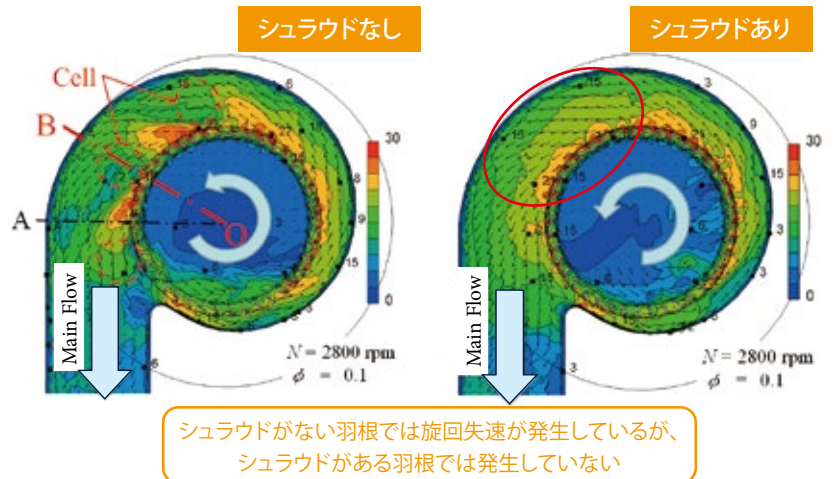 シュラウドなし
シュラウドあり
Cell
B
A
O
30
0
Main Flow
N = 2800 rpm
ϕ = 0.1
30
0
Main Flow
N = 2800 rpm
ϕ = 0.1
シュラウドがない羽根では旋回失速が発生しているが、
シュラウドがある羽根では発生していない